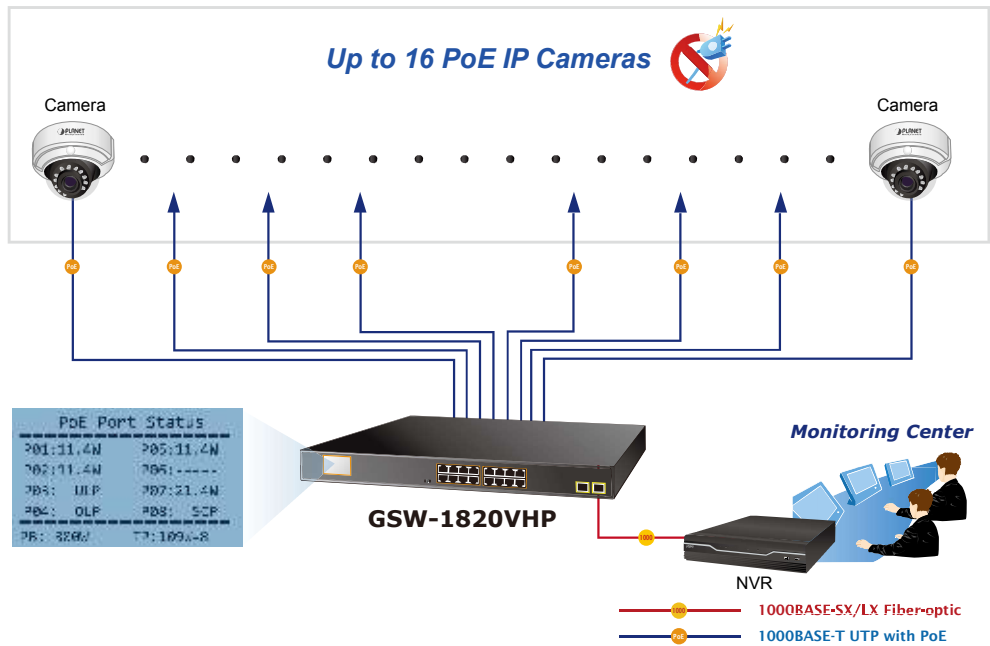 Up to 16 PoE IP Cameras
Camera
Camera
PLANET
PLANET
PoE
PoE
PoE
PoE
PoE
PoE
PoE
PoE
PoE Port Status
P01:11.4W P05:11.4W
P02:11.4W P06:-----
P03: ULP P07:21.4W
P04: OLP P08: SCP
GSW-1820VHP
Monitoring Center
1000
NVR
1000
1000BASE-SX/LX Fiber-optic
PoE
1000BASE-T UTP with PoE